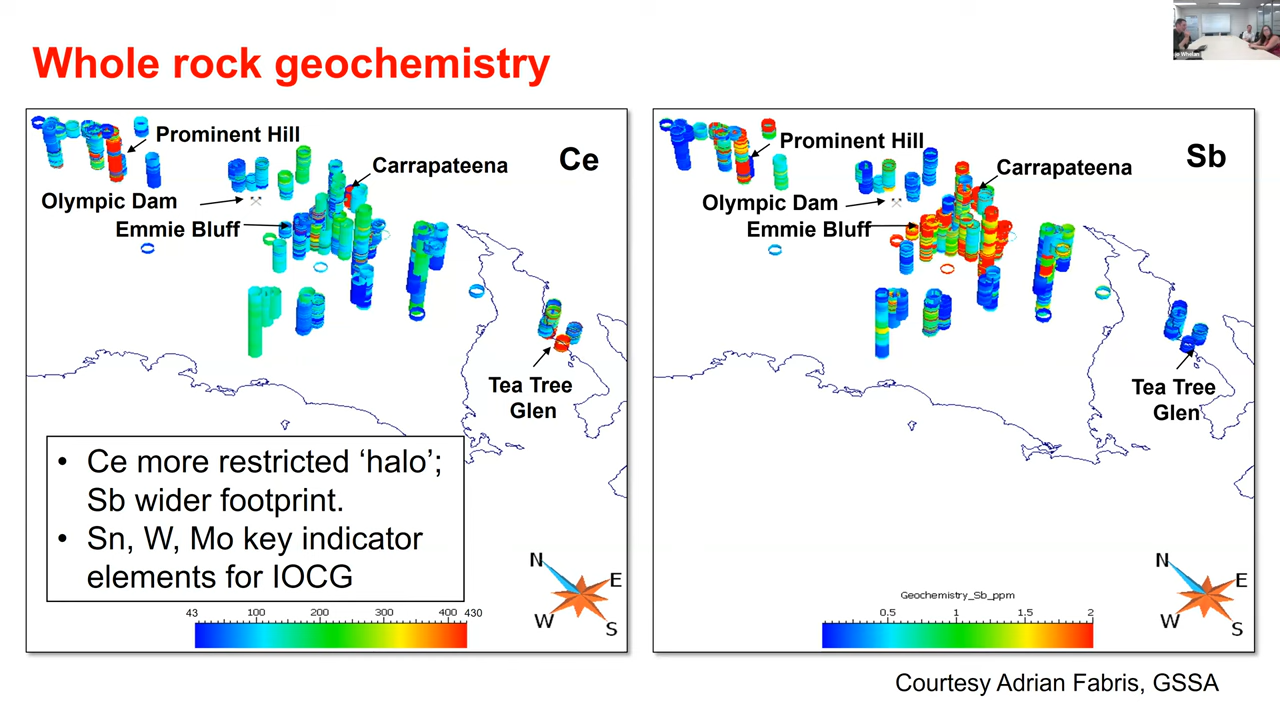 Whole rock geochemistry
Prominent Hill
Ce
Carrapateena
Olympic Dam
Emmie Bluff
Tea Tree
Glen
• Ce more restricted ‘halo’;
Sb wider footprint.
• Sn, W, Mo key indicator
elements for IOCG
43 100 200 300 400 430
N
E
W
S
Prominent Hill
Sb
Carrapateena
Olympic Dam
Emmie Bluff
Tea Tree
Glen
Geochemistry_Sb_ppm
0.5 1 1.5 2
N
E
W
S
Courtesy Adrian Fabris, GSSA
Jo Whelan